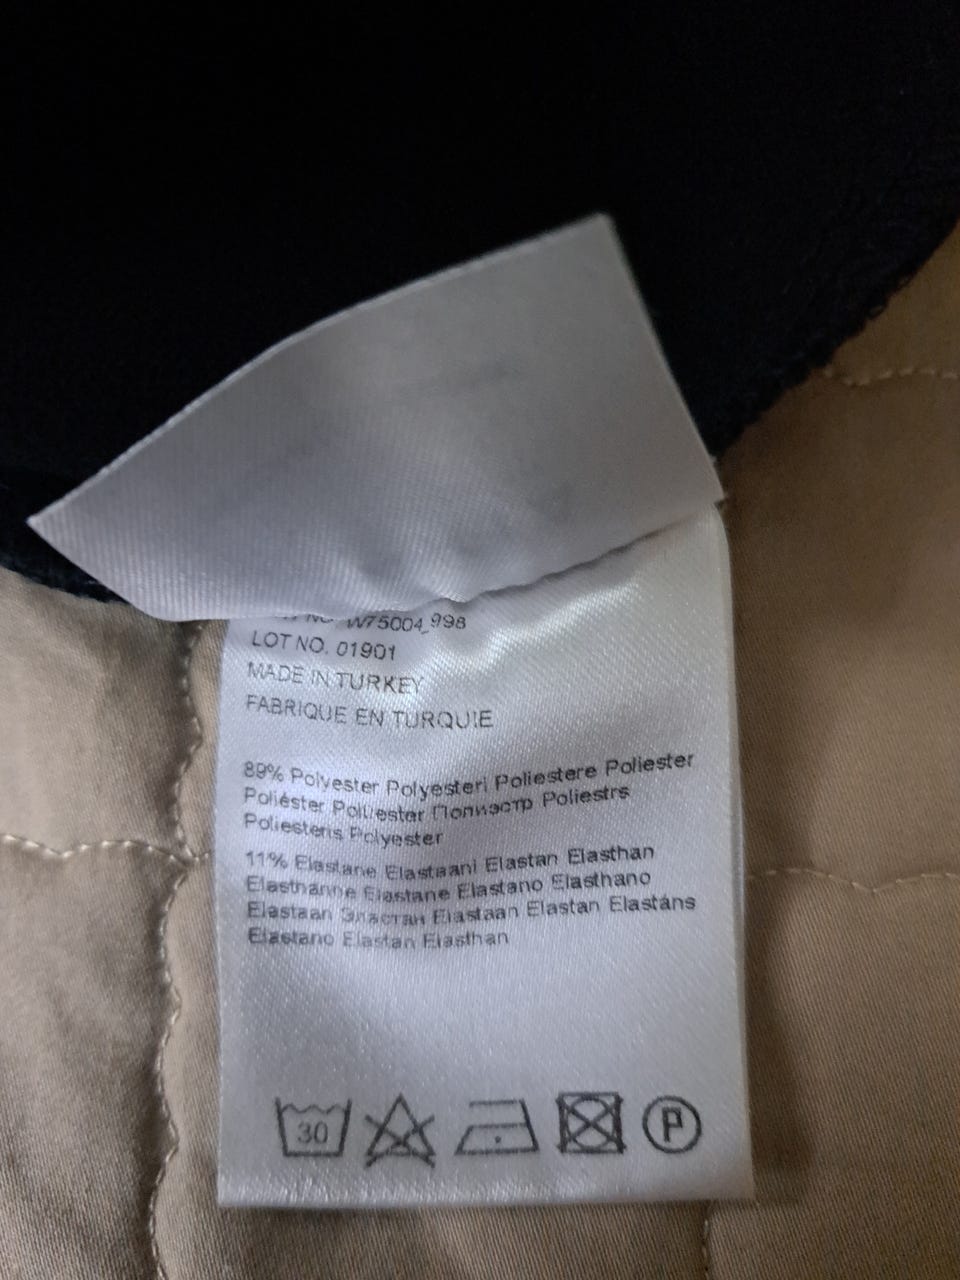 W75004_998
LOT NO. 01901
MADE IN TURKEY
FABRIQUE EN TURQUIE
89% Polyester Polyesteri Poliestere Poliester
Poliéster Poliester Полиэстр Poliestrs
Poliesteris Polyester
11% Elastane Elastaani Elastan Elasthan
Elasthanne Elastane Elastano Elasthano
Elastaan Эластан Elastaan Elastan Elastáns
Elastano Elastan Elasthan
30
P